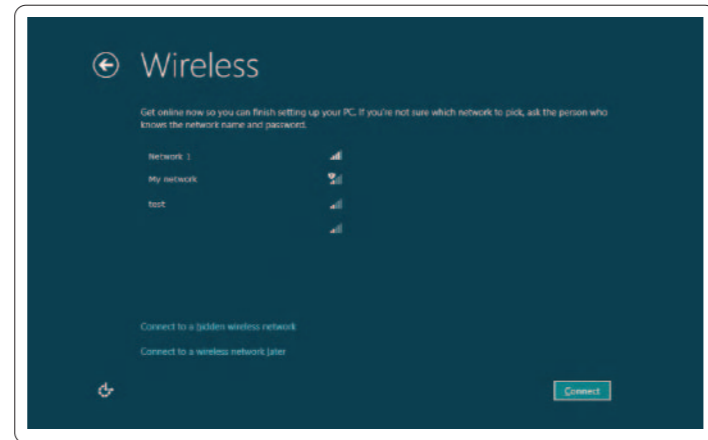 Wireless
Get online now so you can finish setting up your PC. If you're not sure which network to pick, ask the person who
knows the network name and password.
Network 1
My network
test
Connect to a hidden wireless network
Connect to a wireless network later
Connect